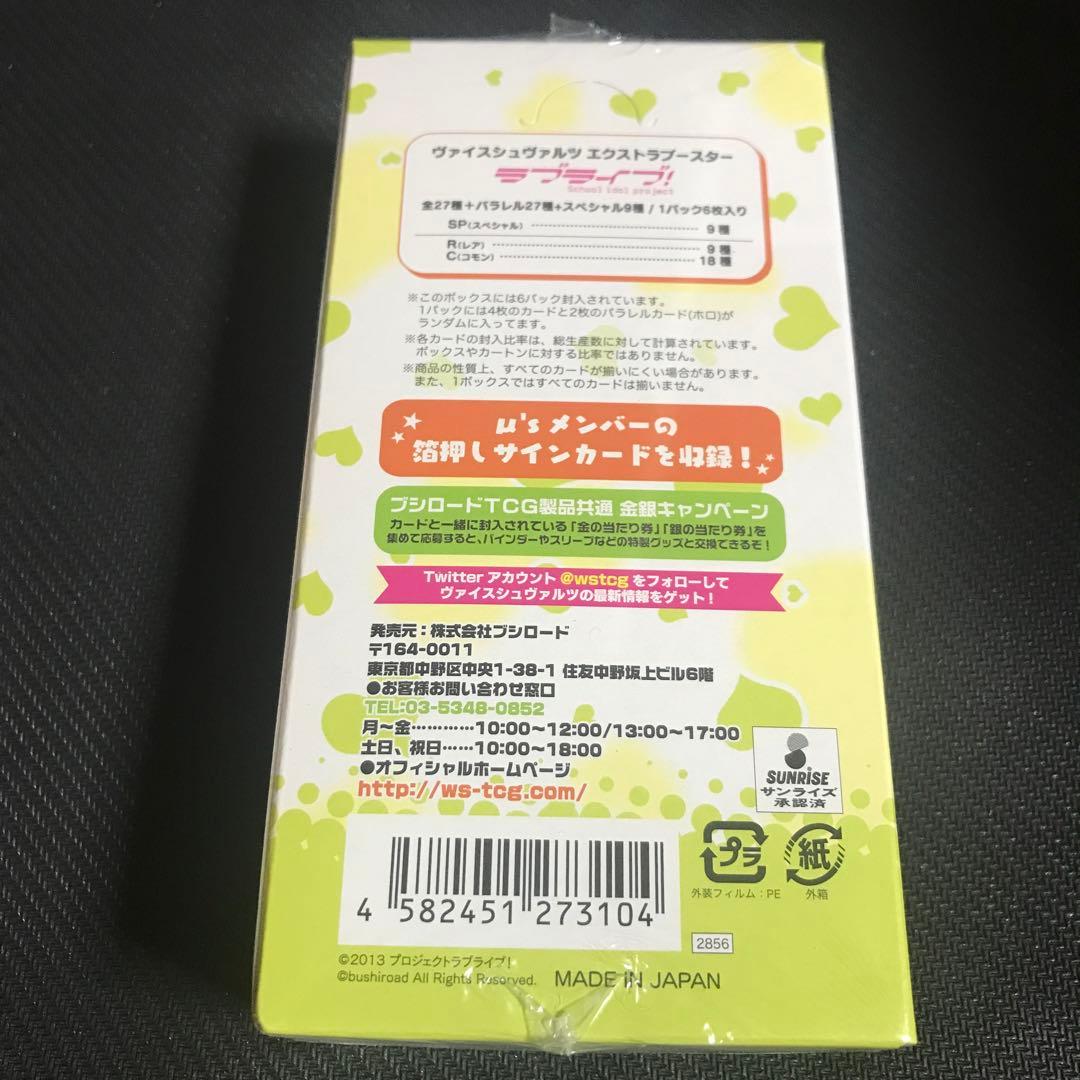 ヴァイスシュヴァルツ エクストラブースター
ラブライブ!
School idol project
全27種+パラレル27種+スペシャル9種 / 1パック6枚入り
SP(スペシャル) ………………………………… 9種
R(レア) ………………………………… 9種
C(コモン) ………………………………… 18種
※このボックスには6パック封入されています。
1パックには4枚のカードと2枚のパラレルカード(ホロ)が
ランダムに入ってます。
※各カードの封入比率は、総生産数に対して計算されています。
ボックスやカートンに対する比率ではありません。
※商品の性質上、すべてのカードが揃いにくい場合があります。
また、1ボックスではすべてのカードは揃いません。
μ'sメンバーの
箔押しサインカードを収録!
ブシロードTCG製品共通 金銀キャンペーン
カードと一緒に封入されている「金の当たり券」「銀の当たり券」を
集めて応募すると、バインダーやスリーブなどの特製グッズと交換できるぞ!
Twitter アカウント @wstcg をフォローして
ヴァイスシュヴァルツの最新情報をゲット!
発売元:株式会社ブシロード
〒164-0011
東京都中野区中央1-38-1 住友中野坂上ビル6階
●お客様お問い合わせ窓口
TEL:03-5348-0852
月~金…………10:00~12:00/13:00~17:00
土日、祝日……10:00~18:00
●オフィシャルホームページ
http://ws-tcg.com/
SUNRISE
サンライズ
承認済
プラ
紙
外装フィルム:PE
外箱
4 582451 273104
2856
©2013 プロジェクトラブライブ!
©bushiroad All Rights Reserved.
MADE IN JAPAN